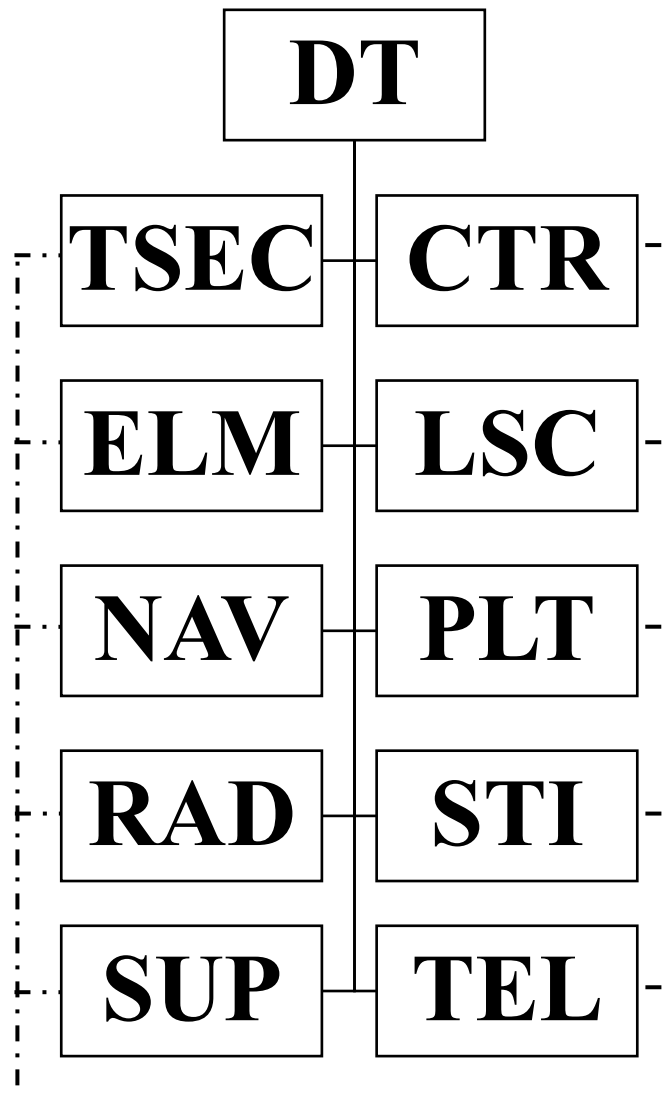 DT
TSEC
CTR
ELM
LSC
NAV
PLT
RAD
STI
SUP
TEL